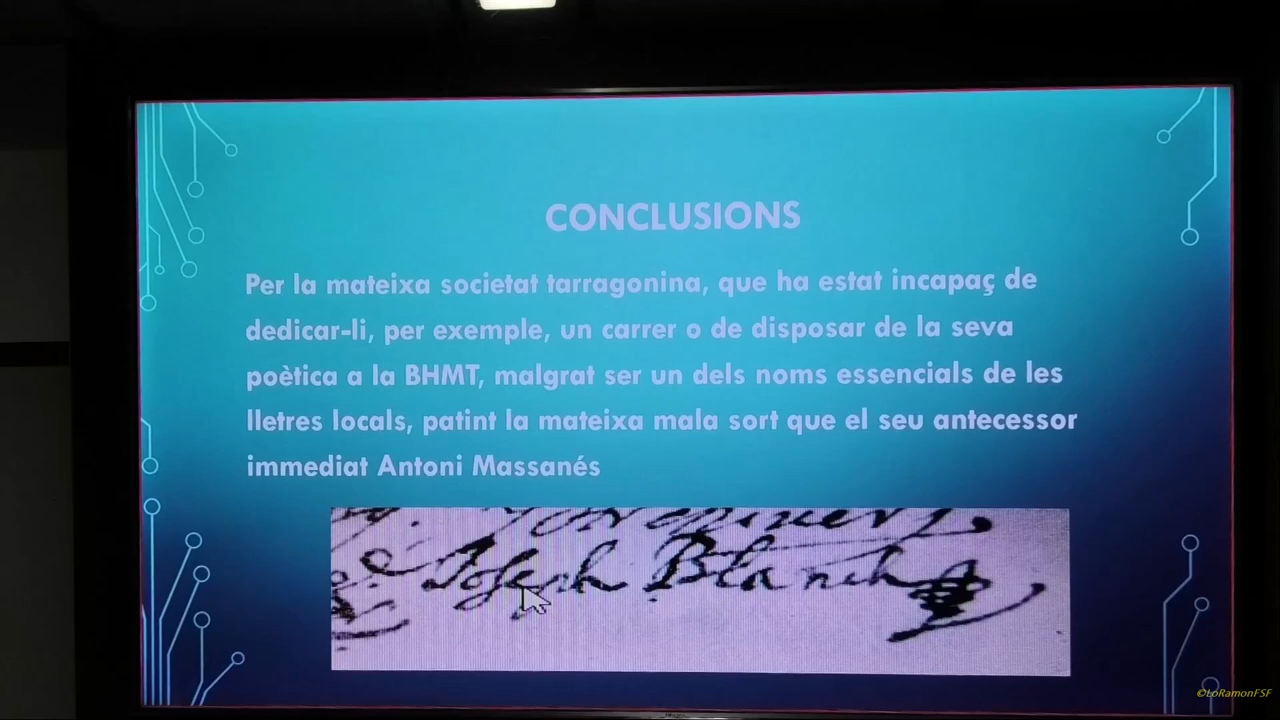 CONCLUSIONS
Per la mateixa societat tarragonina, que ha estat incapaç de
dedicar-li, per exemple, un carrer o de disposar de la seva
poètica a la BHMT, malgrat ser un dels noms essencials de les
lletres locals, patint la mateixa mala sort que el seu antecessor
immediat Antoni Massanés
Joseph Blanch
©LoRamonFSF